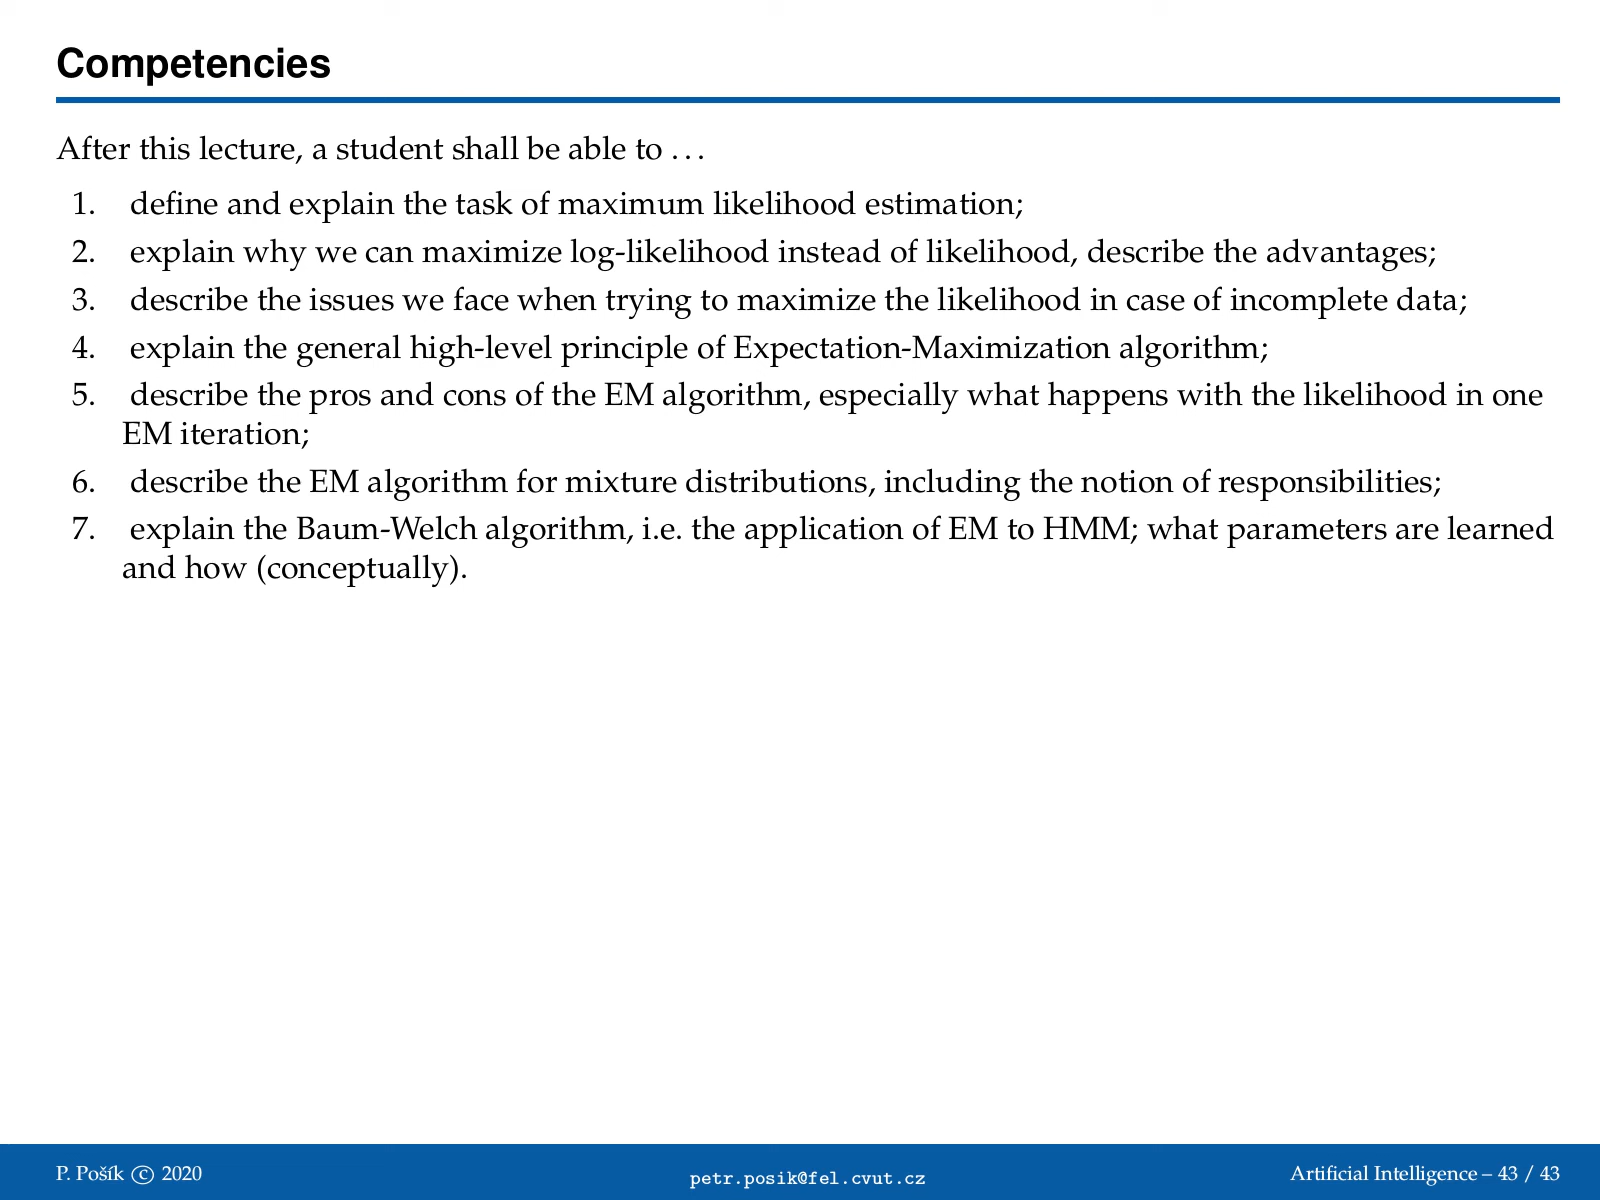 Competencies
After this lecture, a student shall be able to . . .
1. define and explain the task of maximum likelihood estimation;
2. explain why we can maximize log-likelihood instead of likelihood, describe the advantages;
3. describe the issues we face when trying to maximize the likelihood in case of incomplete data;
4. explain the general high-level principle of Expectation-Maximization algorithm;
5. describe the pros and cons of the EM algorithm, especially what happens with the likelihood in one
EM iteration;
6. describe the EM algorithm for mixture distributions, including the notion of responsibilities;
7. explain the Baum-Welch algorithm, i.e. the application of EM to HMM; what parameters are learned
and how (conceptually).
P. Pošík © 2020
petr.posik@fel.cvut.cz
Artificial Intelligence – 43 / 43